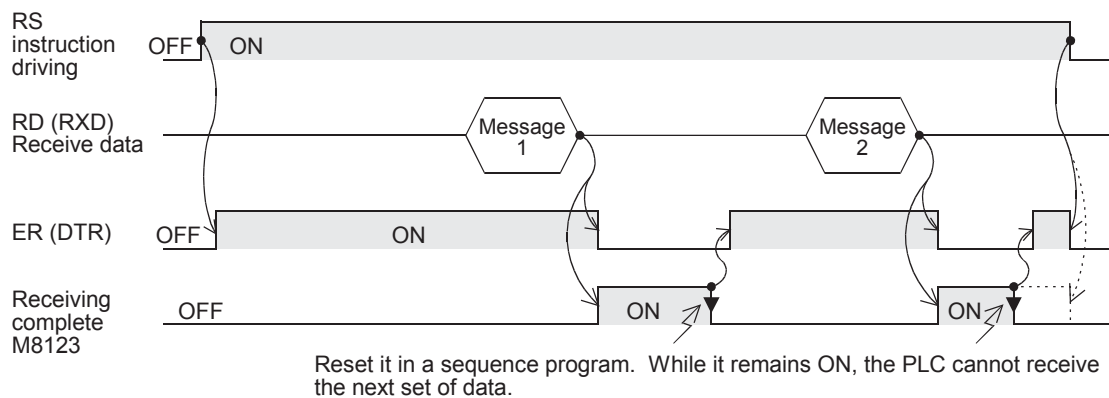 RS
instruction
driving
OFF
ON
RD (RXD)
Receive data
Message
1
Message
2
ER (DTR)
OFF
ON
Receiving
complete
M8123
OFF
ON
ON
Reset it in a sequence program. While it remains ON, the PLC cannot receive
the next set of data.